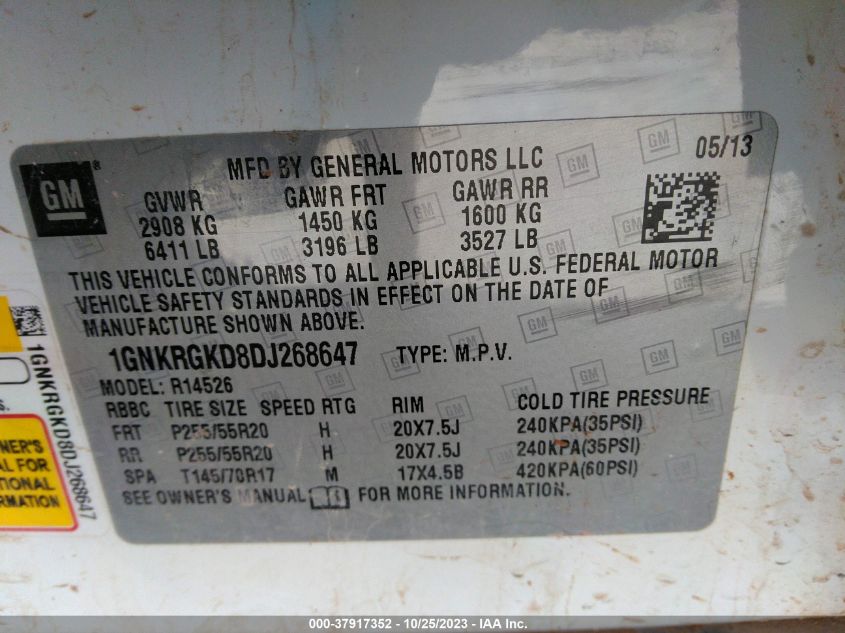 MFD BY GENERAL MOTORS LLC
05/13
GM
®
GVWR GAWR FRT GAWR RR
2908 KG 1450 KG 1600 KG
6411 LB 3196 LB 3527 LB
THIS VEHICLE CONFORMS TO ALL APPLICABLE U.S. FEDERAL MOTOR
VEHICLE SAFETY STANDARDS IN EFFECT ON THE DATE OF
MANUFACTURE SHOWN ABOVE.
1GNKRGKD8DJ268647 TYPE: M.P.V.
MODEL: R14526
RBBC TIRE SIZE SPEED RTG RIM COLD TIRE PRESSURE
FRT P255/55R20 H 20X7.5J 240KPA(35PSI)
RR P255/55R20 H 20X7.5J 240KPA(35PSI)
SPA T145/70R17 M 17X4.5B 420KPA(60PSI)
SEE OWNER'S MANUAL FOR MORE INFORMATION.
1GNKRGKD8DJ268647
S.
OWNER'S
FOR
ORMATION
000-37917352 - 10/25/2023 - IAA Inc.